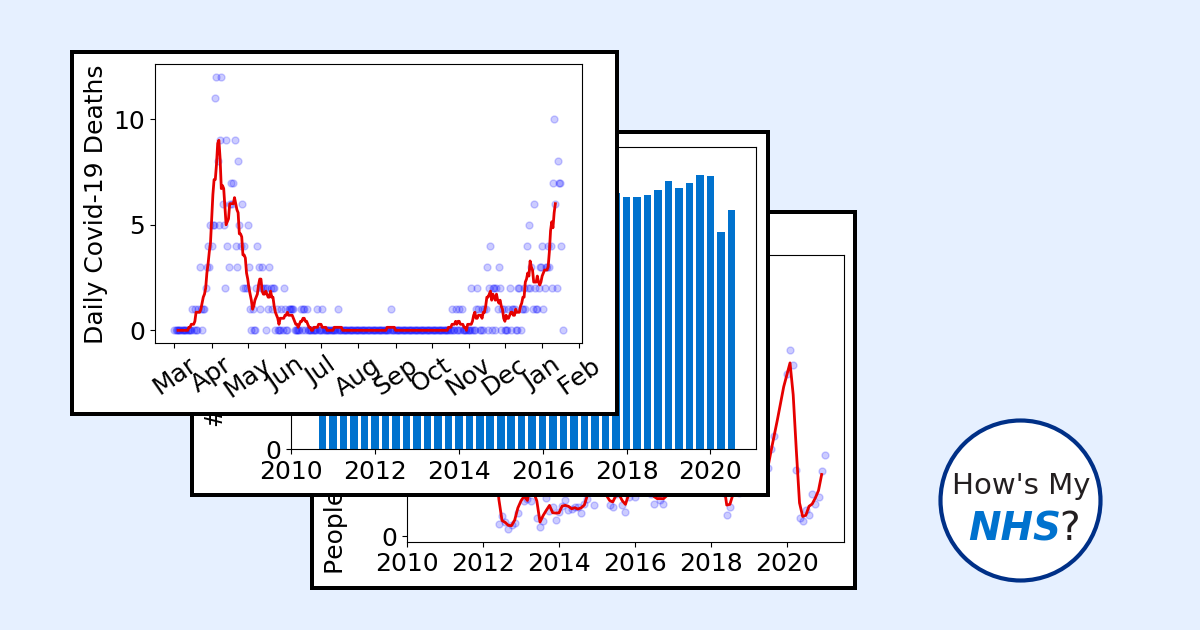 Daily Covid-19 Deaths
10
5
0
Mar Apr May Jun Jul Aug Sep Oct Nov Dec Jan Feb
#
0
2010 2012 2014 2016 2018 2020
People
0
2010 2012 2014 2016 2018 2020
How's My
NHS?